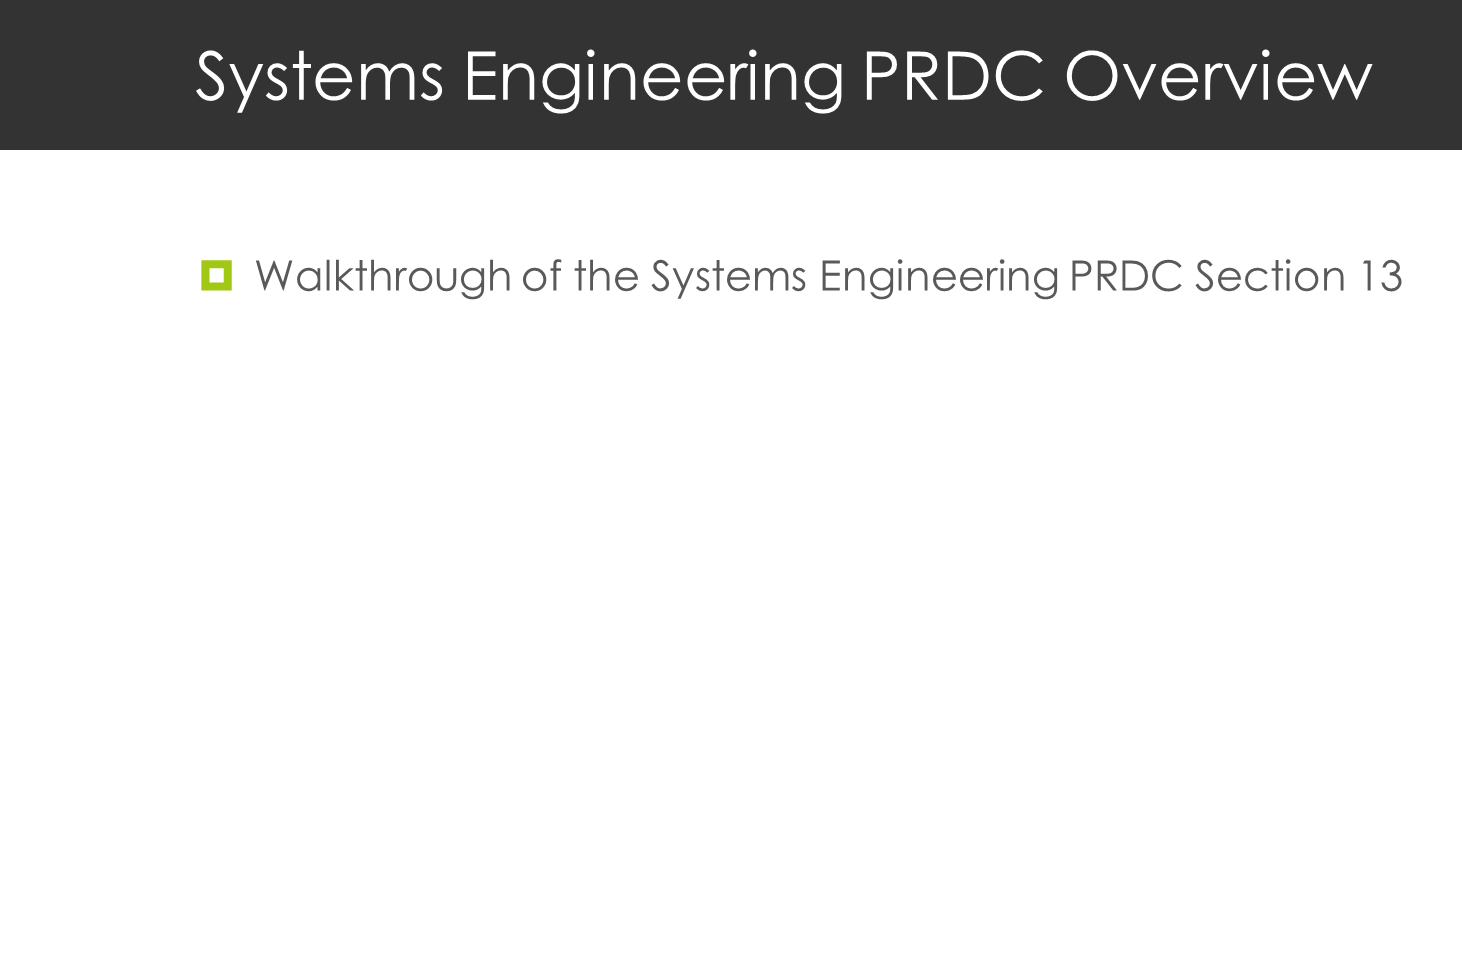 Systems Engineering PRDC Overview
Walkthrough of the Systems Engineering PRDC Section 13